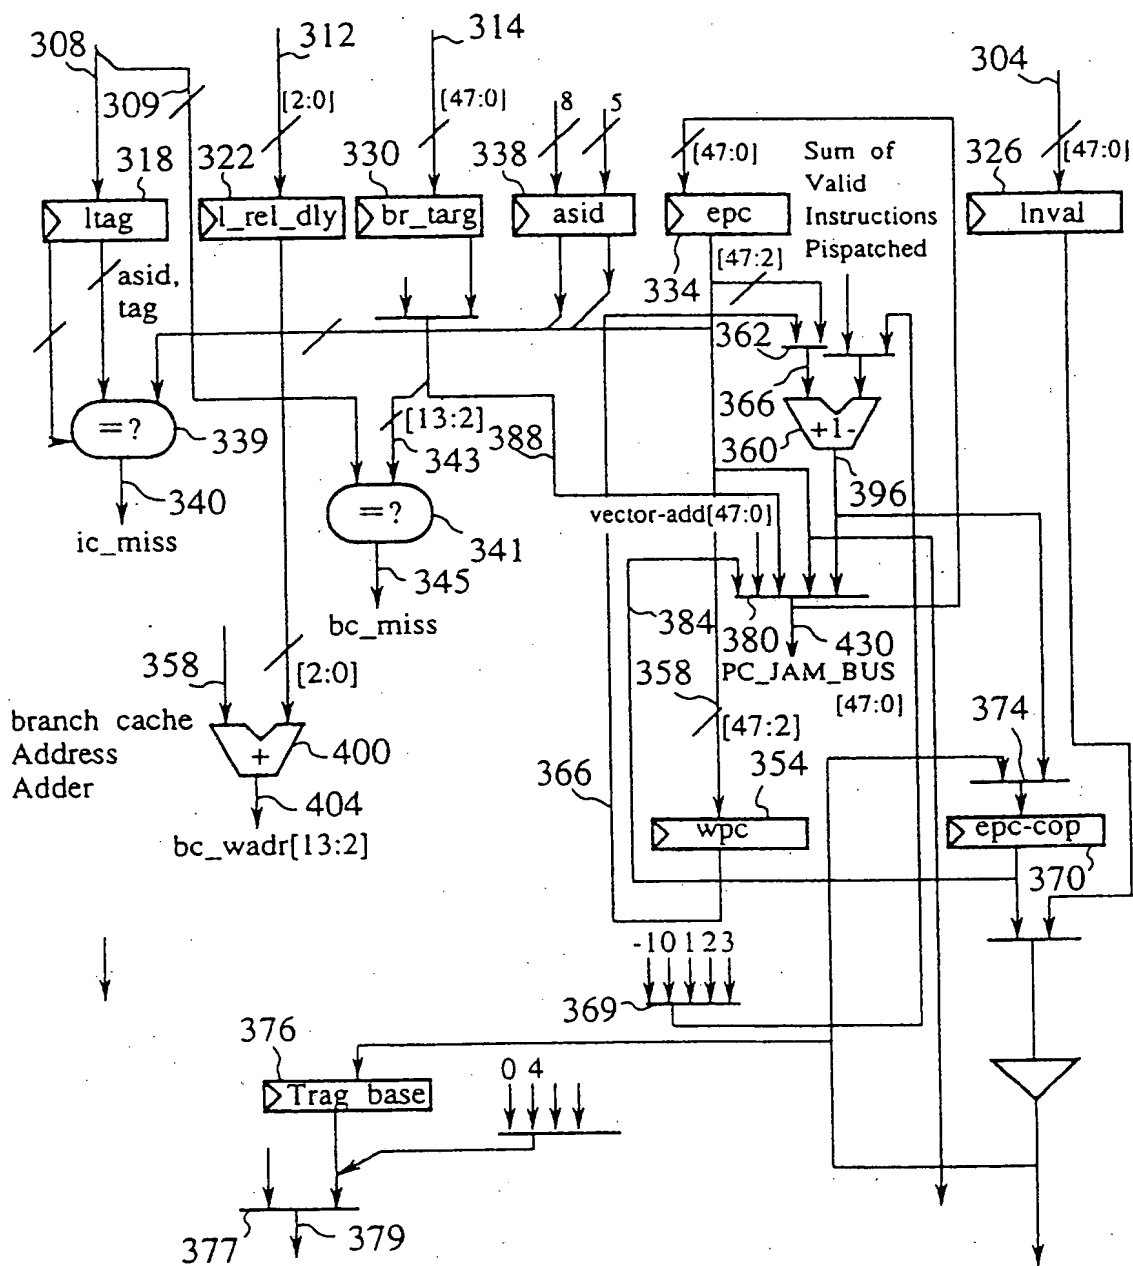 308
312
314
304
309
[2:0]
[47:0]
8
5
[47:0]
Sum of
Valid
Instructions
Pispatched
[47:0]
318
322
330
338
326
ltag
l_rel_dly
br_targ
asid
epc
lnval
334
[47:2]
asid,
tag
362
366
=?
339
[13:2]
343
388
360
+1-
396
340
ic_miss
=?
341
vector-add[47:0]
345
bc_miss
384
380
430
PC_JAM_BUS
[47:0]
358
[2:0]
358
[47:2]
374
branch cache
Address
Adder
+
400
366
354
404
bc_wadr[13:2]
wpc
epc-cop
370
-10 1 2 3
369
376
Trag base
0 4
377
379